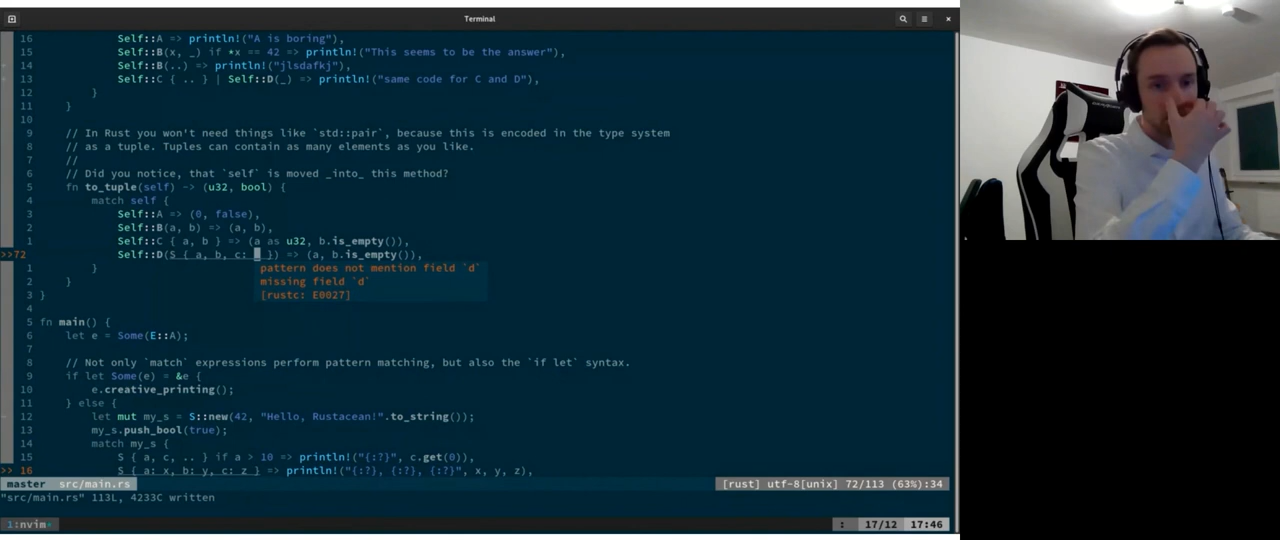 Terminal
16 Self::A => println!("A is boring"),
15 Self::B(x, _) if *x == 42 => println!("This seems to be the answer"),
14 Self::B(..) => println!("jlsdafkj"),
13 Self::C { .. } | Self::D(_) => println!("same code for C and D"),
12 }
11 }
10
9 // In Rust you won't need things like `std::pair`, because this is encoded in the type system
8 // as a tuple. Tuples can contain as many elements as you like.
7 //
6 // Did you notice, that `self` is moved _into_ this method?
5 fn to_tuple(self) -> (u32, bool) {
4 match self {
3 Self::A => (0, false),
2 Self::B(a, b) => (a, b),
1 Self::C { a, b } => (a as u32, b.is_empty()),
>>72 Self::D(S { a, b, c: _ }) => (a, b.is_empty()),
1 }
pattern does not mention field `d`
2 }
missing field `d`
3 }
[rustc: E0027]
4
5 fn main() {
6 let e = Some(E::A);
7
8 // Not only `match` expressions perform pattern matching, but also the `if let` syntax.
9 if let Some(e) = &e {
10 e.creative_printing();
11 } else {
12 let mut my_s = S::new(42, "Hello, Rustacean!".to_string());
13 my_s.push_bool(true);
14 match my_s {
15 S { a, c, .. } if a > 10 => println!("{:?}", c.get(0)),
>> 16 S { a: x, b: y, c: z } => println!("{:?}, {:?}, {:?}", x, y, z),
master src/main.rs [rust] utf-8[unix] 72/113 (63%):34
"src/main.rs" 113L, 4233C written
1:nvim* : 17/12 17:46